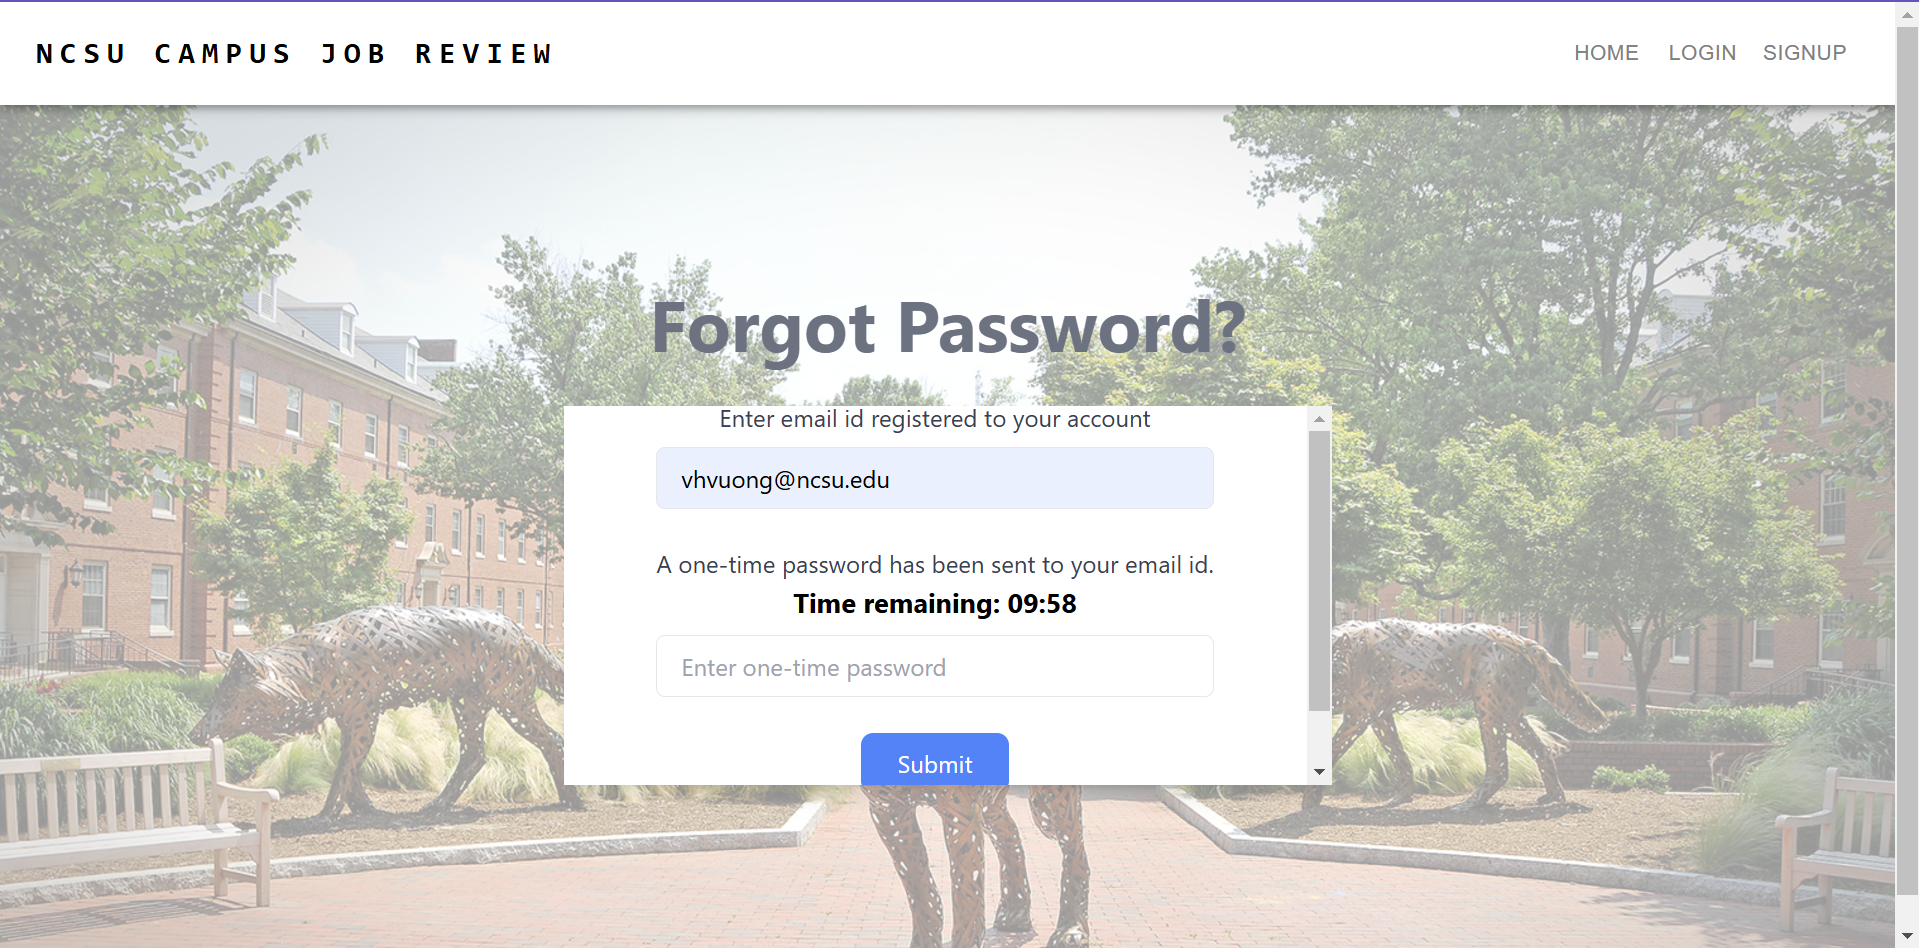 NCSU CAMPUS JOB REVIEW
HOME LOGIN SIGNUP
Forgot Password?
Enter email id registered to your account
vhvuong@ncsu.edu
A one-time password has been sent to your email id.
Time remaining: 09:58
Enter one-time password
Submit